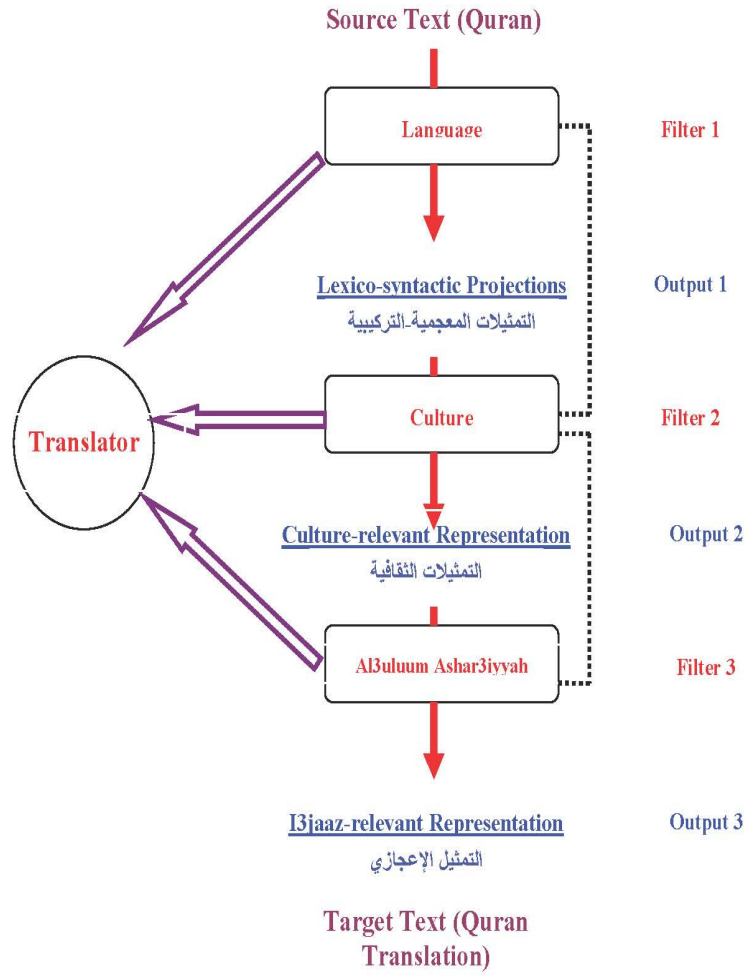 Source Text (Quran)
Language
Filter 1
Lexico-syntactic Projections
Output 1
التمثيلات المعجمية-التركيبية
Translator
Culture
Filter 2
Culture-relevant Representation
Output 2
التمثيلات الثقافية
Al3uluum Ashar3iyyah
Filter 3
I3jaaz-relevant Representation
Output 3
التمثيل الإعجازي
Target Text (Quran
Translation)